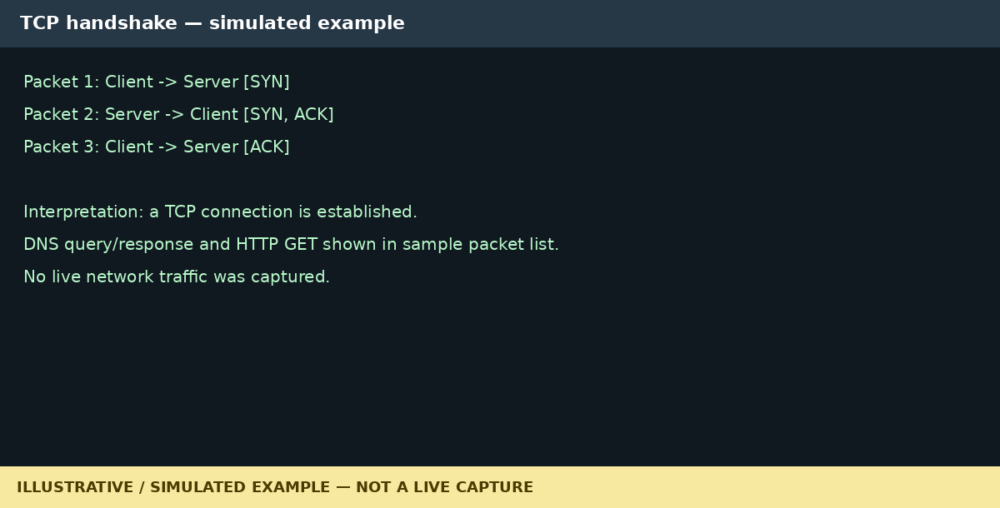 TCP handshake — simulated example
Packet 1: Client -> Server [SYN]
Packet 2: Server -> Client [SYN, ACK]
Packet 3: Client -> Server [ACK]
Interpretation: a TCP connection is established.
DNS query/response and HTTP GET shown in sample packet list.
No live network traffic was captured.
ILLUSTRATIVE / SIMULATED EXAMPLE — NOT A LIVE CAPTURE